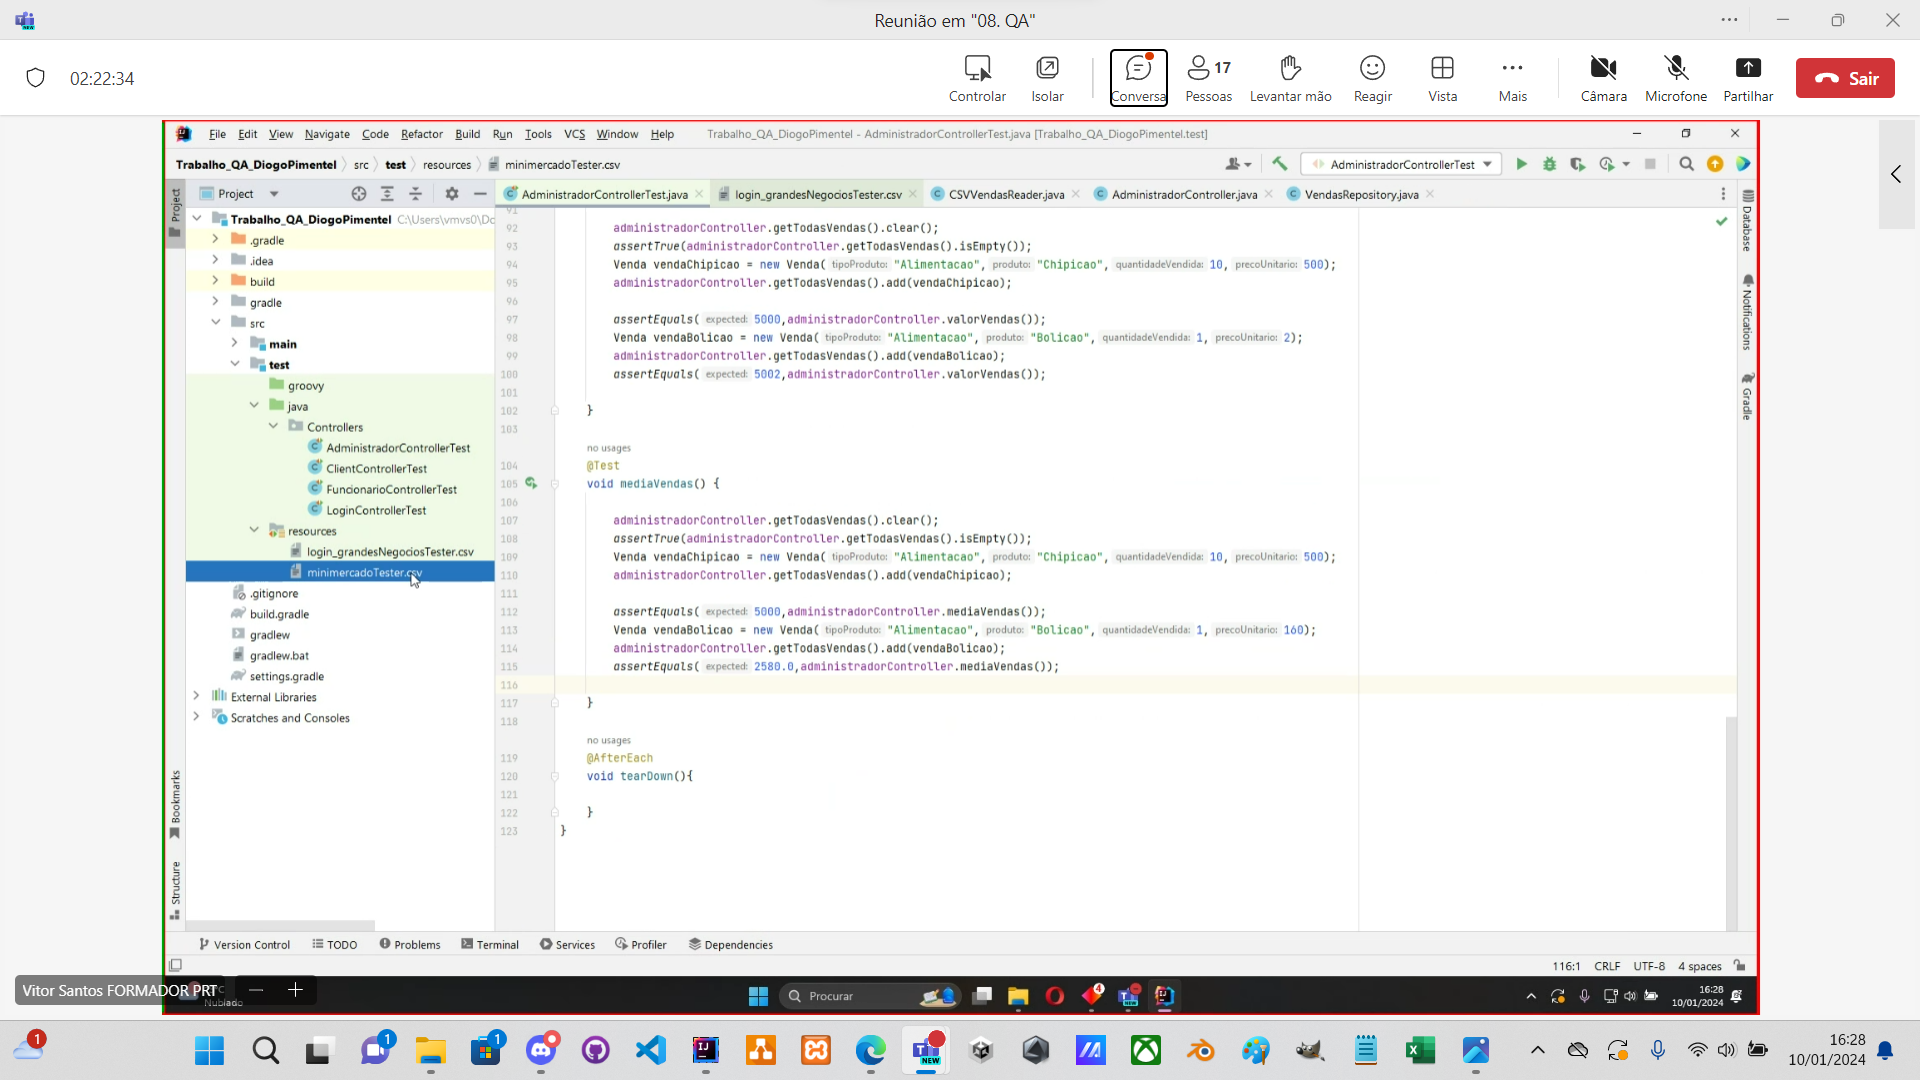 Reunião em "08. QA"
02:22:34
Controlar
Isolar
Conversa
Pessoas 17
Levantar mão
Reagir
Vista
Mais
Câmara
Microfone
Partilhar
Sair
File Edit View Navigate Code Refactor Build Run Tools VCS Window Help Trabalho_QA_DiogoPimentel - AdministradorControllerTest.java [Trabalho_QA_DiogoPimentel.test]
Trabalho_QA_DiogoPimentel src test resources minimercadoTester.csv AdministradorControllerTest
Project AdministradorControllerTest.java login_grandesNegociosTester.csv CSVVendasReader.java AdministradorController.java VendasRepository.java
Project
Trabalho_QA_DiogoPimentel C:\Users\vmvs0\Dc
.gradle
.idea
build
gradle
src
main
test
groovy
java
Controllers
AdministradorControllerTest
ClientControllerTest
FuncionarioControllerTest
LoginControllerTest
resources
login_grandesNegociosTester.csv
minimercadoTester.csv
.gitignore
build.gradle
gradlew
gradlew.bat
settings.gradle
External Libraries
Scratches and Consoles
Bookmarks
Structure
91
92 administradorController.getTodasVendas().clear();
93 assertTrue(administradorController.getTodasVendas().isEmpty());
94 Venda vendaChipicao = new Venda( tipoProduto: "Alimentacao", produto: "Chipicao", quantidadeVendida: 10, precoUnitario: 500);
95 administradorController.getTodasVendas().add(vendaChipicao);
96
97 assertEquals( expected: 5000,administradorController.valorVendas());
98 Venda vendaBolicao = new Venda( tipoProduto: "Alimentacao", produto: "Bolicao", quantidadeVendida: 1, precoUnitario: 2);
99 administradorController.getTodasVendas().add(vendaBolicao);
100 assertEquals( expected: 5002,administradorController.valorVendas());
101
102 }
103
no usages
104 @Test
105 void mediaVendas() {
106
107 administradorController.getTodasVendas().clear();
108 assertTrue(administradorController.getTodasVendas().isEmpty());
109 Venda vendaChipicao = new Venda( tipoProduto: "Alimentacao", produto: "Chipicao", quantidadeVendida: 10, precoUnitario: 500);
110 administradorController.getTodasVendas().add(vendaChipicao);
111
112 assertEquals( expected: 5000,administradorController.mediaVendas());
113 Venda vendaBolicao = new Venda( tipoProduto: "Alimentacao", produto: "Bolicao", quantidadeVendida: 1, precoUnitario: 160);
114 administradorController.getTodasVendas().add(vendaBolicao);
115 assertEquals( expected: 2580.0,administradorController.mediaVendas());
116
117 }
118
no usages
119 @AfterEach
120 void tearDown(){
121
122 }
123 }
Database
Notifications
Gradle
Version Control TODO Problems Terminal Services Profiler Dependencies
116:1 CRLF UTF-8 4 spaces
Vitor Santos FORMADOR PRT
Nublado
Procurar
4
NEW
16:28
10/01/2024
1
1
1
IJ
NEW
16:28
10/01/2024